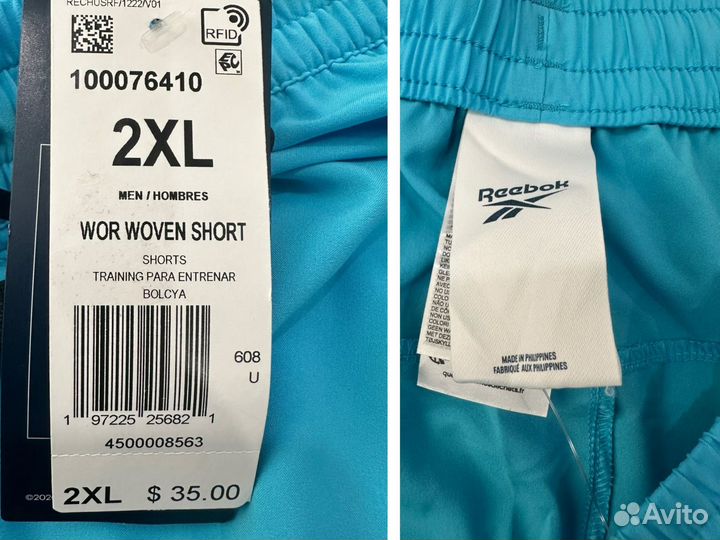 RECHUSRF/1222/V01
RFID
EPC
100076410
2XL
MEN / HOMBRES
WOR WOVEN SHORT
SHORTS
TRAINING PARA ENTRENAR
BOLCYA
608
U
1 97225 25682 1
4500008563
2XL $ 35.00
Reebok
MADE IN PHILIPPINES
FABRIQUÉ AUX PHILIPPINES
Avito